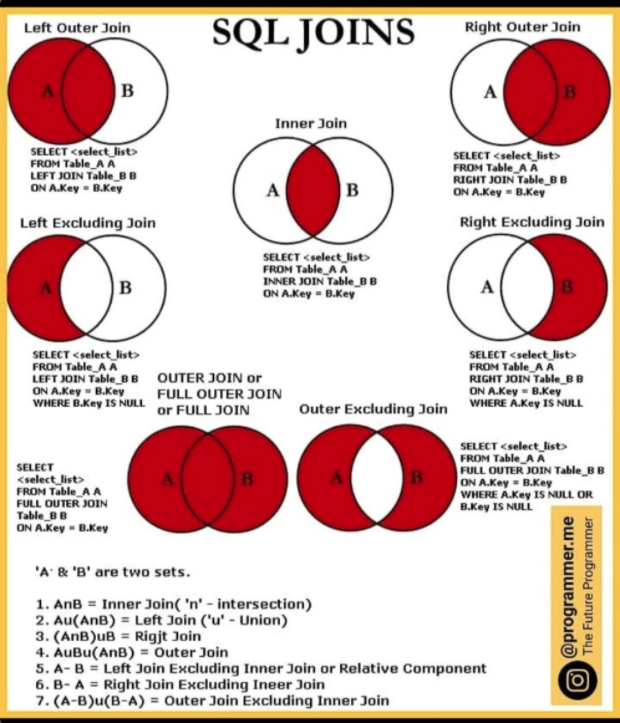 SQL JOINS
Left Outer Join
A
B
SELECT <select_list>
FROM Table_A A
LEFT JOIN Table_B B
ON A.Key = B.Key
Right Outer Join
A
B
SELECT <select_list>
FROM Table_A A
RIGHT JOIN Table_B B
ON A.Key = B.Key
Inner Join
A
B
SELECT <select_list>
FROM Table_A A
INNER JOIN Table_B B
ON A.Key = B.Key
Left Excluding Join
A
B
SELECT <select_list>
FROM Table_A A
LEFT JOIN Table_B B
ON A.Key = B.Key
WHERE B.Key IS NULL
Right Excluding Join
A
B
SELECT <select_list>
FROM Table_A A
RIGHT JOIN Table_B B
ON A.Key = B.Key
WHERE A.Key IS NULL
OUTER JOIN or
FULL OUTER JOIN
or FULL JOIN
A
B
SELECT
<select_list>
FROM Table_A A
FULL OUTER JOIN
Table_B B
ON A.Key = B.Key
Outer Excluding Join
A
B
SELECT <select_list>
FROM Table_A A
FULL OUTER JOIN Table_B B
ON A.Key = B.Key
WHERE A.Key IS NULL OR
B.Key IS NULL
'A' & 'B' are two sets.
1. AnB = Inner Join( 'n' - intersection)
2. Au(AnB) = Left Join ('u' - Union)
3. (AnB)uB = Rigjt Join
4. AuBu(AnB) = Outer Join
5. A- B = Left Join Excluding Inner Join or Relative Component
6. B- A = Right Join Excluding Ineer Join
7. (A-B)u(B-A) = Outer Join Excluding Inner Join
@programmer.me
The Future Programmer